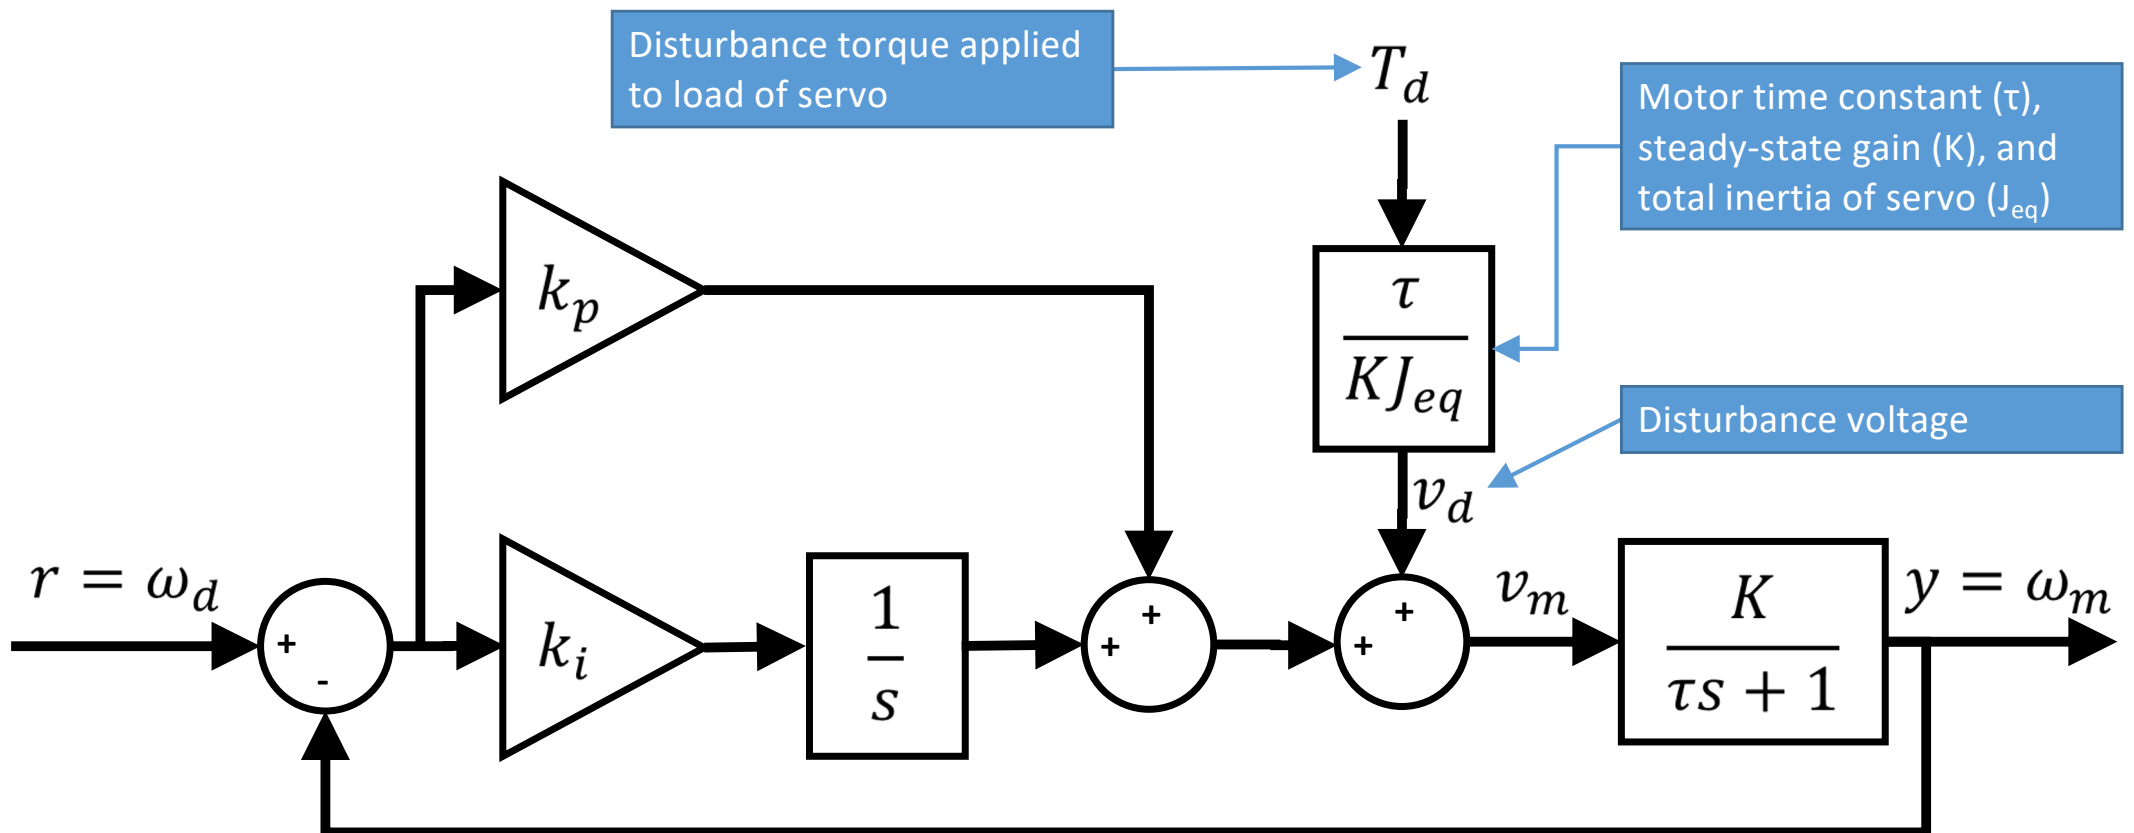 Disturbance torque applied
to load of servo
T_d
Motor time constant (τ),
steady-state gain (K), and
total inertia of servo (J_eq)
k_p
τ
KJ_eq
Disturbance voltage
v_d
r = ω_d
+
-
k_i
1
s
+
+
+
+
v_m
K
τs + 1
y = ω_m